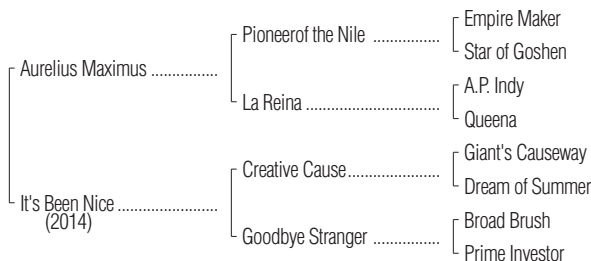 Empire Maker
Pioneerof the Nile ................
Star of Goshen
Aurelius Maximus ................
A.P. Indy
La Reina ................................
Queena
Giant's Causeway
Creative Cause......................
Dream of Summer
It's Been Nice ........................
(2014)
Broad Brush
Goodbye Stranger ................
Prime Investor